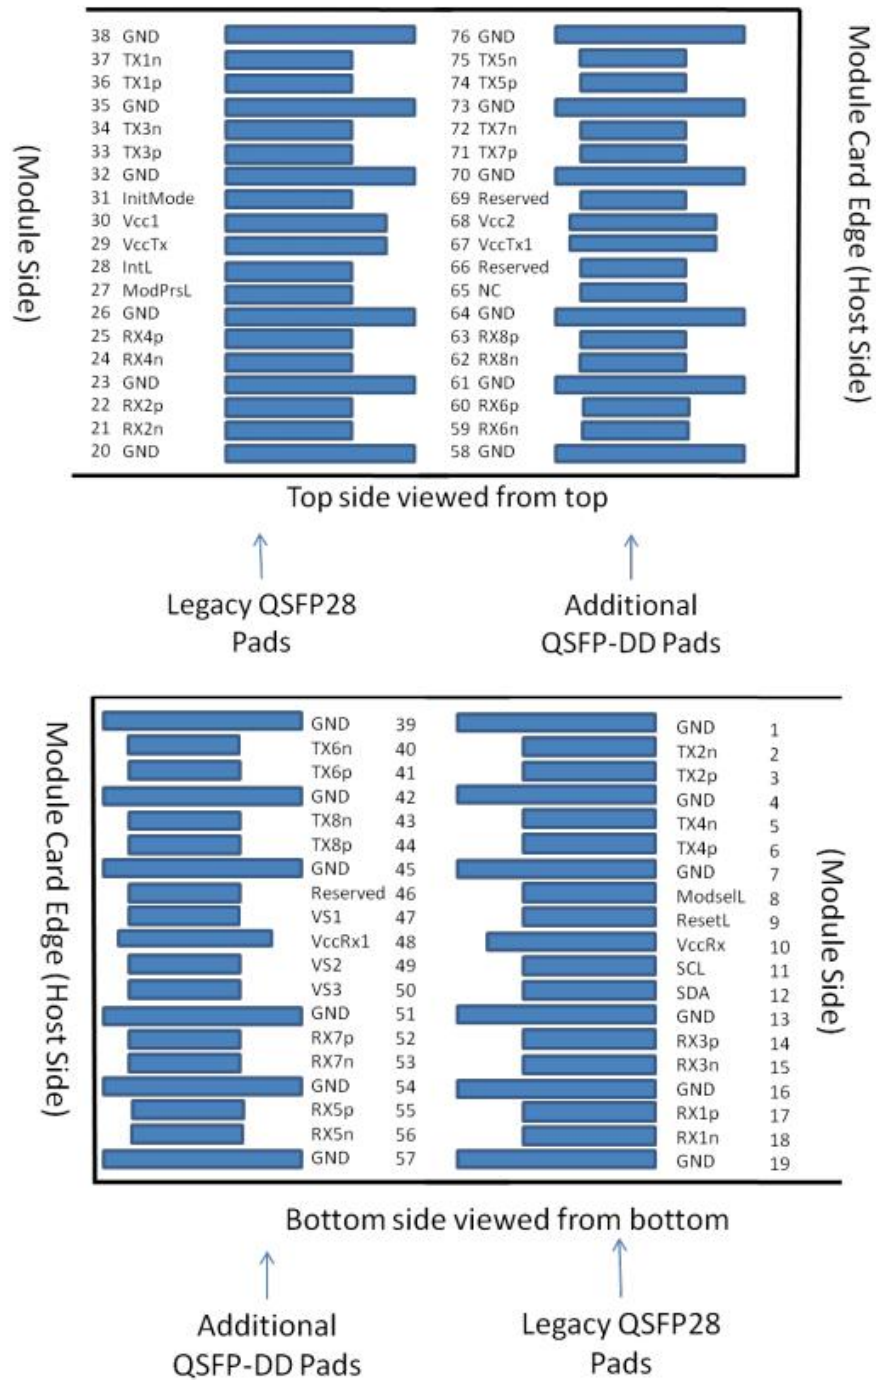 38 GND 76 GND
37 TX1n 75 TX5n
36 TX1p 74 TX5p
35 GND 73 GND
34 TX3n 72 TX7n
33 TX3p 71 TX7p
32 GND 70 GND
31 InitMode 69 Reserved
30 Vcc1 68 Vcc2
29 VccTx 67 VccTx1
28 IntL 66 Reserved
27 ModPrsL 65 NC
26 GND 64 GND
25 RX4p 63 RX8p
24 RX4n 62 RX8n
23 GND 61 GND
22 RX2p 60 RX6p
21 RX2n 59 RX6n
20 GND 58 GND
(Module Side)
Module Card Edge (Host Side)
Top side viewed from top
Legacy QSFP28
Pads
Additional
QSFP-DD Pads
Module Card Edge (Host Side)
GND 39 GND 1
TX6n 40 TX2n 2
TX6p 41 TX2p 3
GND 42 GND 4
TX8n 43 TX4n 5
TX8p 44 TX4p 6
GND 45 GND 7
Reserved 46 ModselL 8
VS1 47 ResetL 9
VccRx1 48 VccRx 10
VS2 49 SCL 11
VS3 50 SDA 12
GND 51 GND 13
RX7p 52 RX3p 14
RX7n 53 RX3n 15
GND 54 GND 16
RX5p 55 RX1p 17
RX5n 56 RX1n 18
GND 57 GND 19
(Module Side)
Bottom side viewed from bottom
Additional
QSFP-DD Pads
Legacy QSFP28
Pads